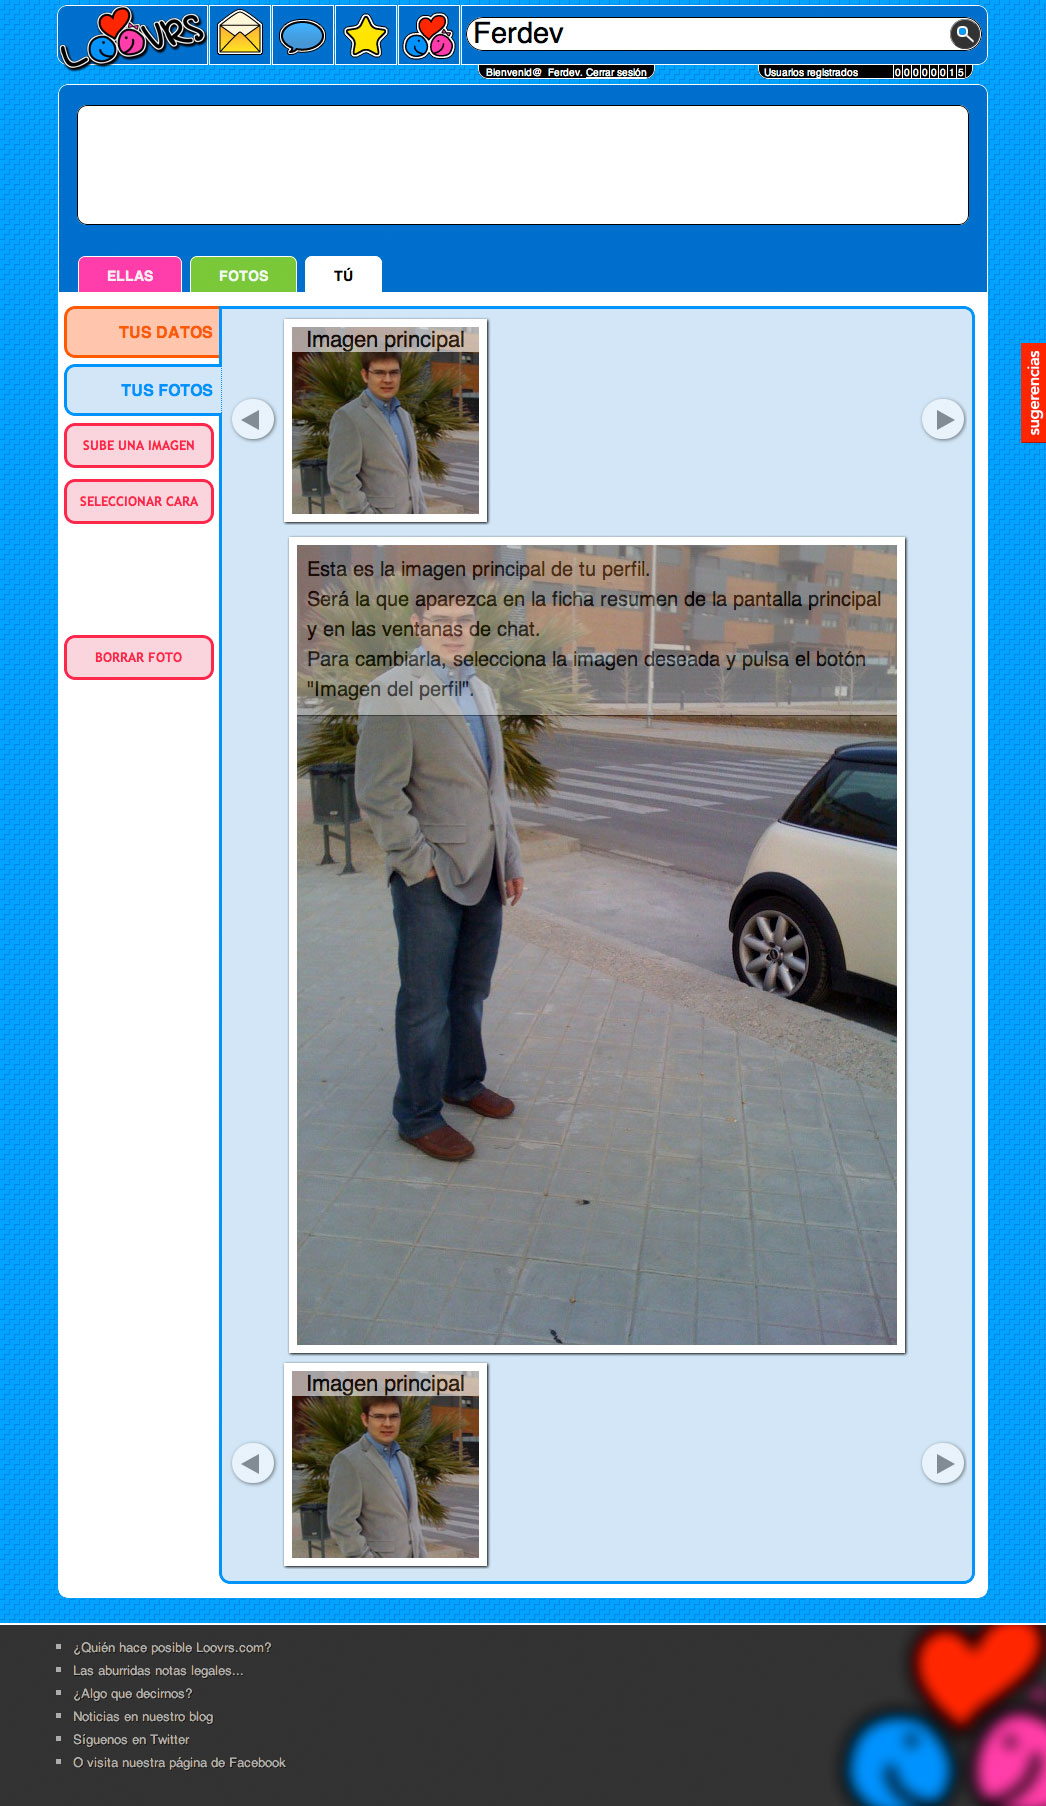 LOOVRS
Ferdev
Bienvenid@ Ferdev. Cerrar sesión
Usuarios registrados 00000015
ELLAS
FOTOS
TÚ
TUS DATOS
TUS FOTOS
SUBE UNA IMAGEN
SELECCIONAR CARA
BORRAR FOTO
sugerencias
Imagen principal
Esta es la imagen principal de tu perfil.
Será la que aparezca en la ficha resumen de la pantalla principal
y en las ventanas de chat.
Para cambiarla, selecciona la imagen deseada y pulsa el botón
"Imagen del perfil".
Imagen principal
¿Quién hace posible Loovrs.com?
Las aburridas notas legales...
¿Algo que decirnos?
Noticias en nuestro blog
Síguenos en Twitter
O visita nuestra página de Facebook